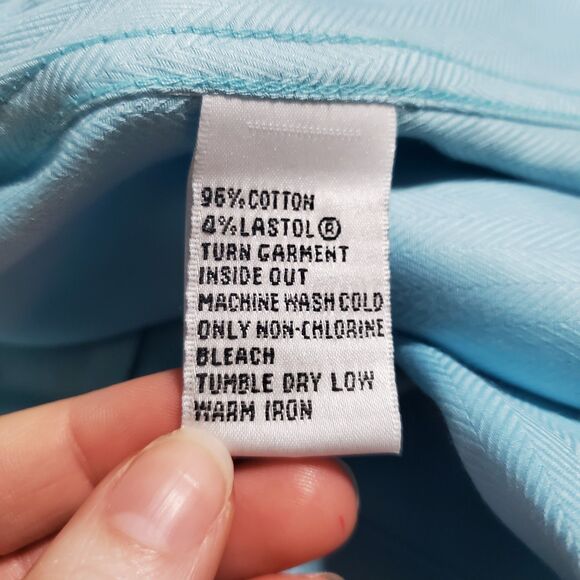 96% COTTON
4% LASTOL®
TURN GARMENT
INSIDE OUT
MACHINE WASH COLD
ONLY NON-CHLORINE
BLEACH
TUMBLE DRY LOW
WARM IRON